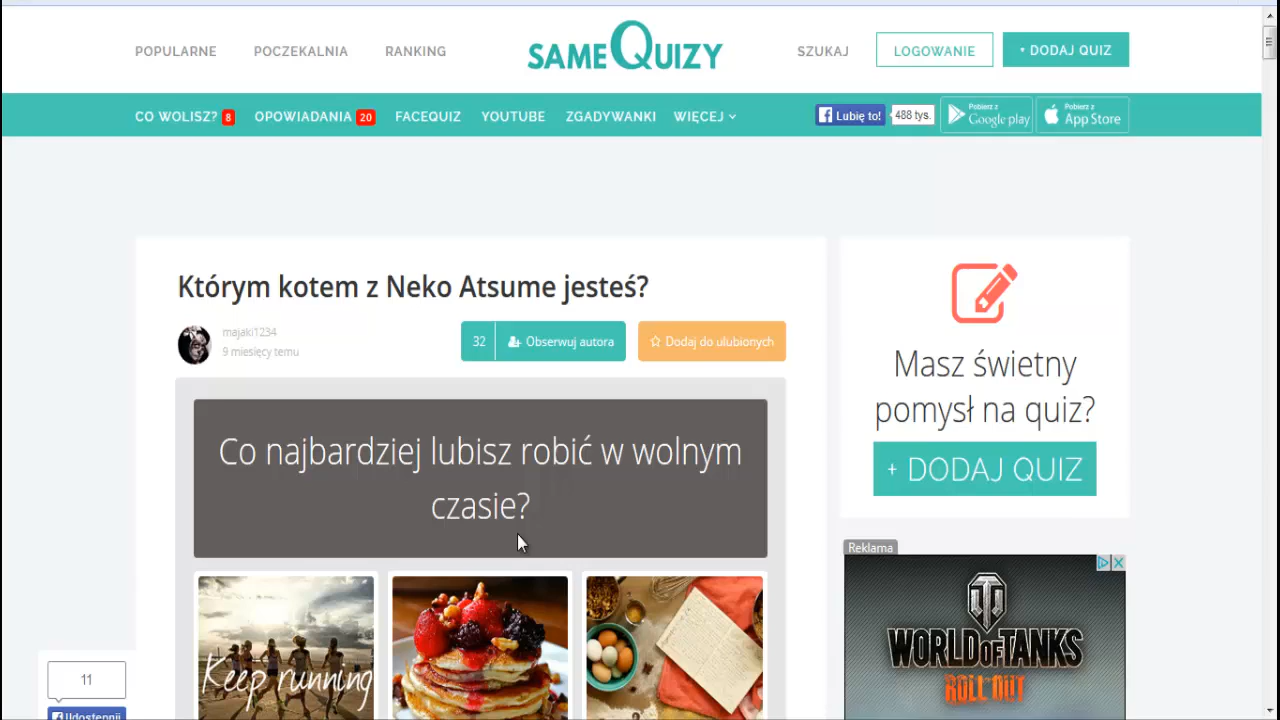 POPULARNE
POCZEKALNIA
RANKING
SAMEQUIZY
SZUKAJ
LOGOWANIE
+ DODAJ QUIZ
CO WOLISZ? 8
OPOWIADANIA 20
FACEQUIZ
YOUTUBE
ZGADYWANKI
WIĘCEJ
Lubię to!
488 tys.
Pobierz z
Google play
Pobierz z
App Store
Którym kotem z Neko Atsume jesteś?
majaki1234
9 miesięcy temu
32
Obserwuj autora
Dodaj do ulubionych
Co najbardziej lubisz robić w wolnym
czasie?
Keep running
11
Udostępnij
Masz świetny
pomysł na quiz?
+ DODAJ QUIZ
Reklama
WORLD OF TANKS
ROLL OUT